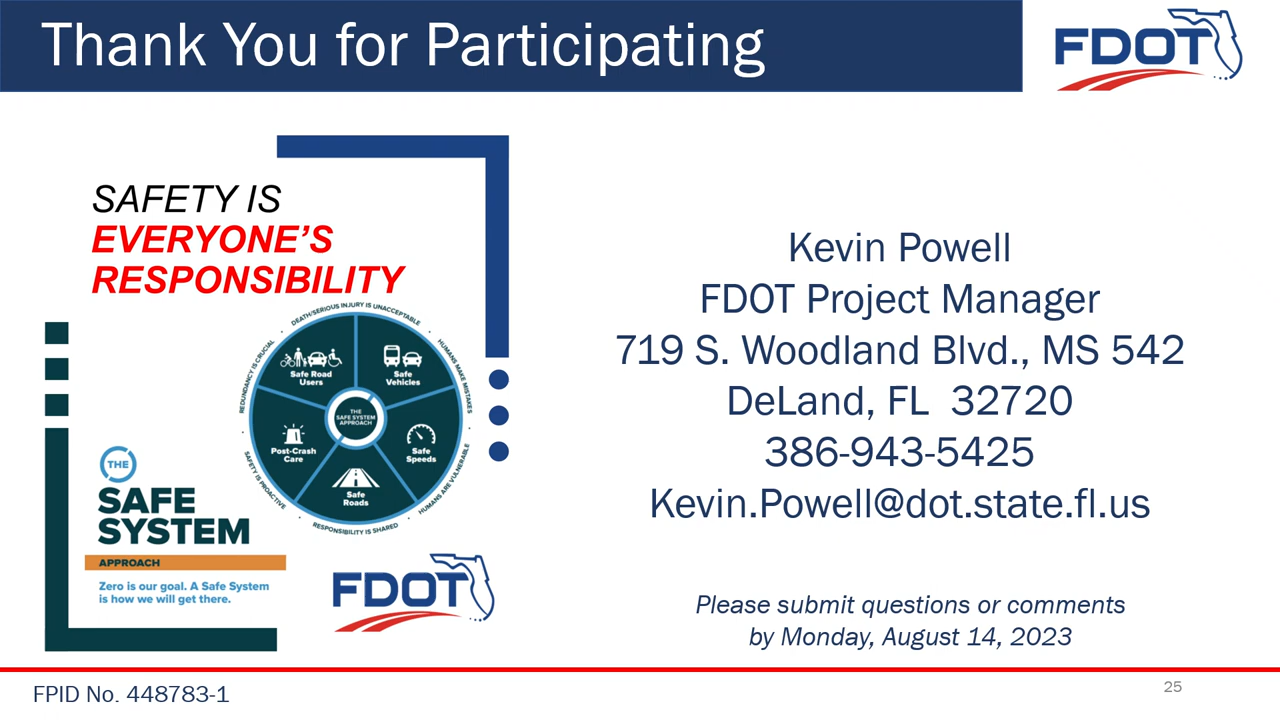 Thank You for Participating
FDOT
SAFETY IS
EVERYONE'S
RESPONSIBILITY
DEATH/SERIOUS INJURY IS UNACCEPTABLE
HUMANS MAKE MISTAKES
HUMANS ARE VULNERABLE
RESPONSIBILITY IS SHARED
SAFETY IS PROACTIVE
REDUNDANCY IS CRUCIAL
Safe Road
Users
Safe
Vehicles
THE
SAFE SYSTEM
APPROACH
Post-Crash
Care
Safe
Speeds
Safe
Roads
THE
SAFE
SYSTEM
APPROACH
Zero is our goal. A Safe System
is how we will get there.
FDOT
Kevin Powell
FDOT Project Manager
719 S. Woodland Blvd., MS 542
DeLand, FL  32720
386-943-5425
Kevin.Powell@dot.state.fl.us
Please submit questions or comments
by Monday, August 14, 2023
FPID No. 448783-1
25